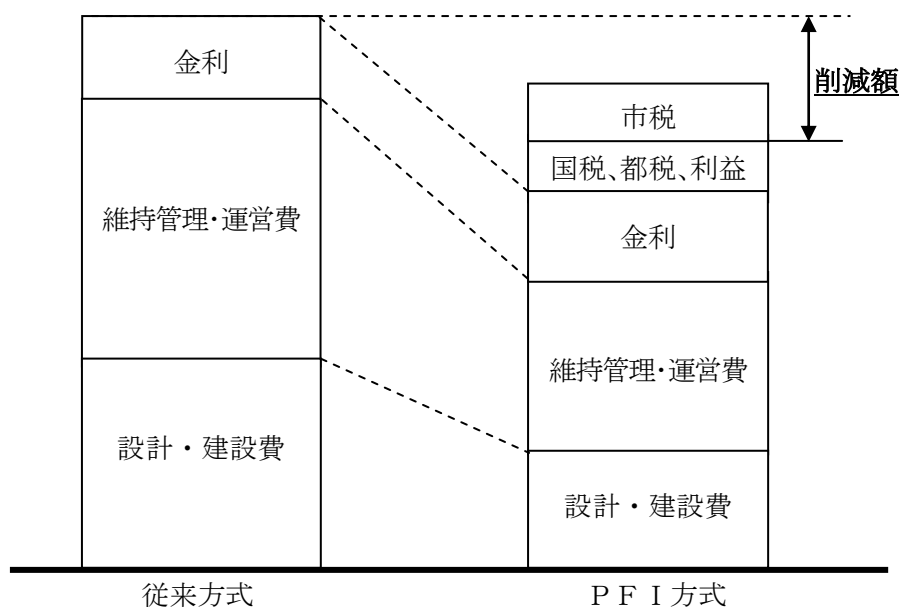 金利
維持管理・運営費
設計・建設費
従来方式
削減額
市税
国税、都税、利益
金利
維持管理・運営費
設計・建設費
ＰＦＩ方式